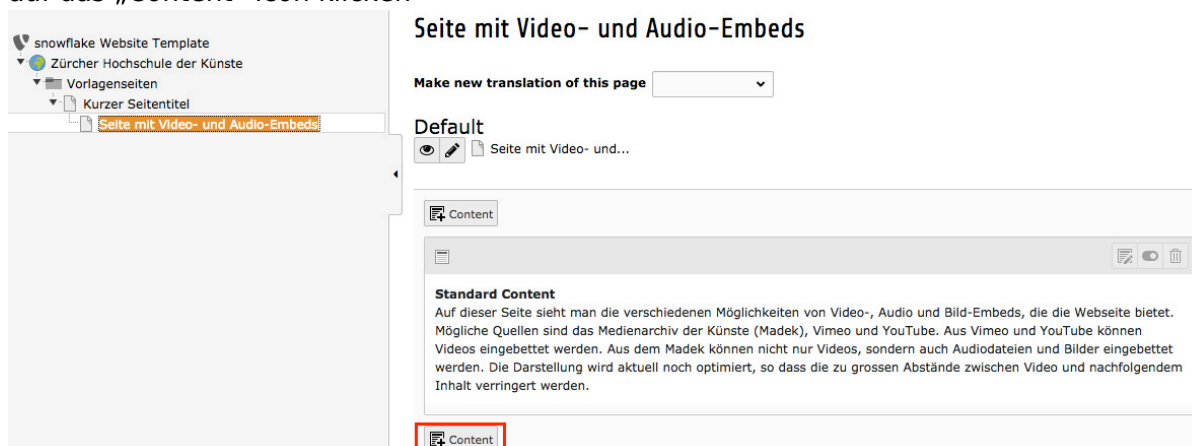 auf das „Content“-Icon klicken
snowflake Website Template
Zürcher Hochschule der Künste
Vorlagenseiten
Kurzer Seitentitel
Seite mit Video- und Audio-Embeds
Seite mit Video- und Audio-Embeds
Make new translation of this page
Default
Seite mit Video- und...
Content
Standard Content
Auf dieser Seite sieht man die verschiedenen Möglichkeiten von Video-, Audio und Bild-Embeds, die die Webseite bietet.
Mögliche Quellen sind das Medienarchiv der Künste (Madek), Vimeo und YouTube. Aus Vimeo und YouTube können
Videos eingebettet werden. Aus dem Madek können nicht nur Videos, sondern auch Audiodateien und Bilder eingebettet
werden. Die Darstellung wird aktuell noch optimiert, so dass die zu grossen Abstände zwischen Video und nachfolgendem
Inhalt verringert werden.
Content